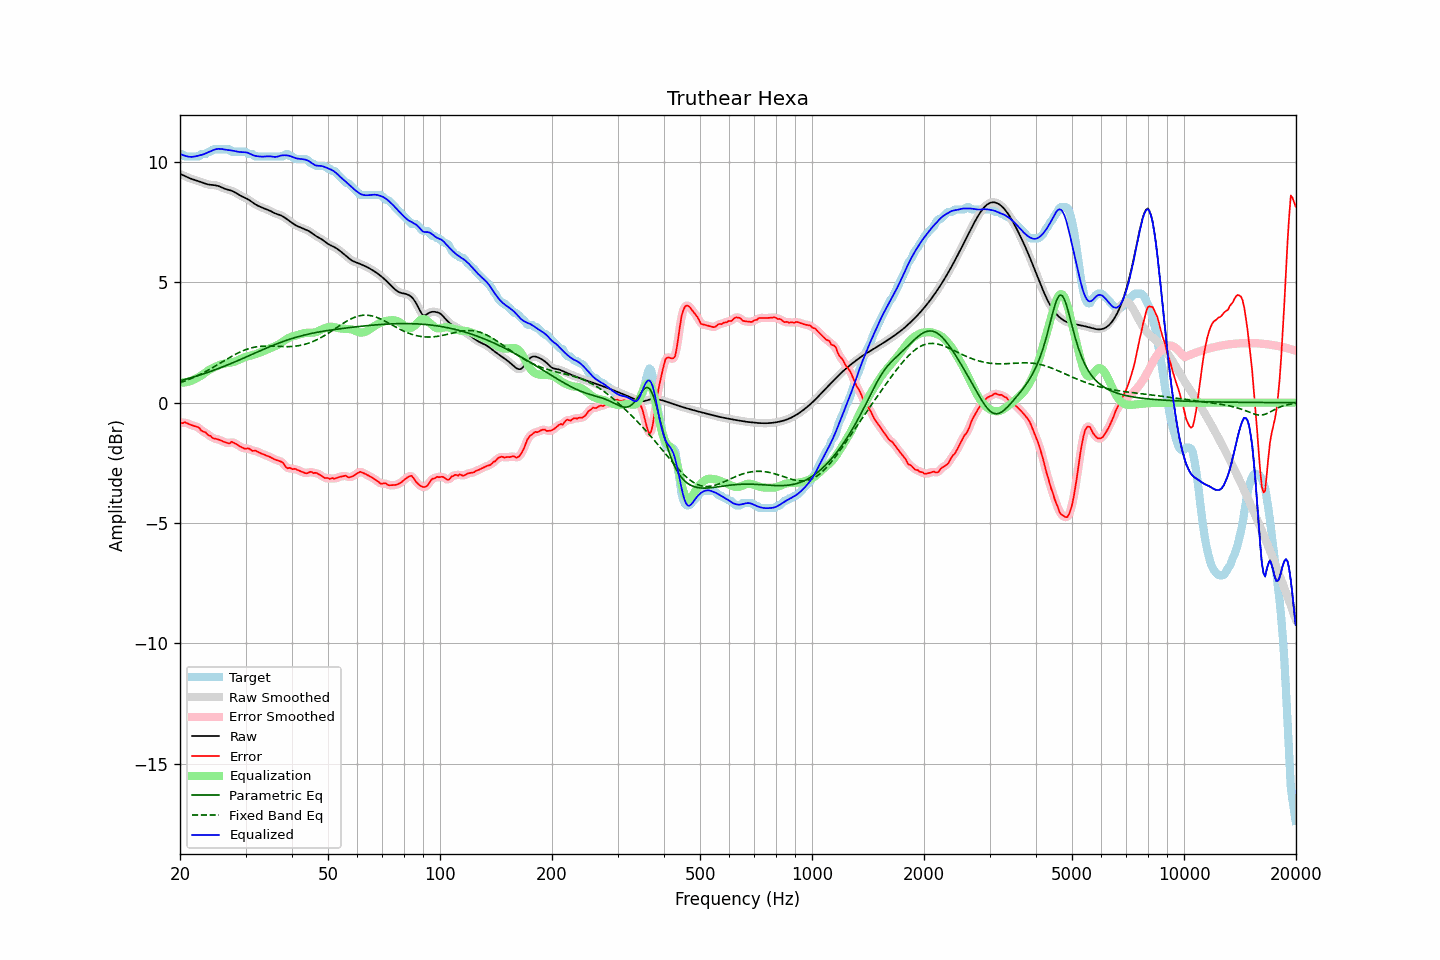 Truthear Hexa
Amplitude (dBr)
10
5
0
−5
−10
−15
Target
Raw Smoothed
Error Smoothed
Raw
Error
Equalization
Parametric Eq
Fixed Band Eq
Equalized
20 50 100 200 500 1000 2000 5000 10000 20000
Frequency (Hz)